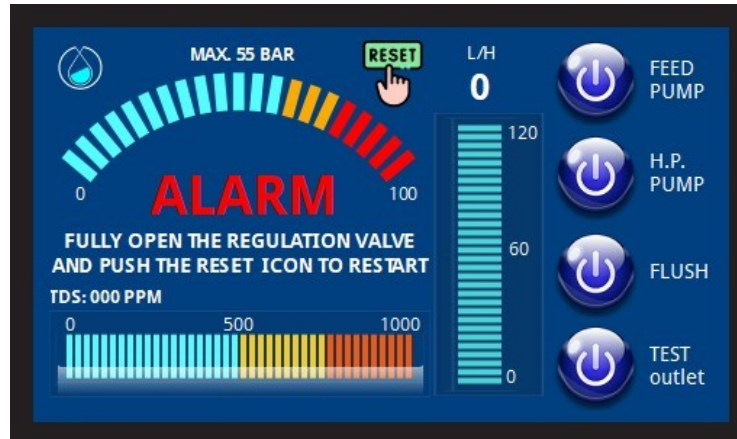 MAX. 55 BAR
RESET
0
100
ALARM
FULLY OPEN THE REGULATION VALVE
AND PUSH THE RESET ICON TO RESTART
TDS: 000 PPM
0 500 1000
L/H
0
120
60
0
FEED
PUMP
H.P.
PUMP
FLUSH
TEST
outlet